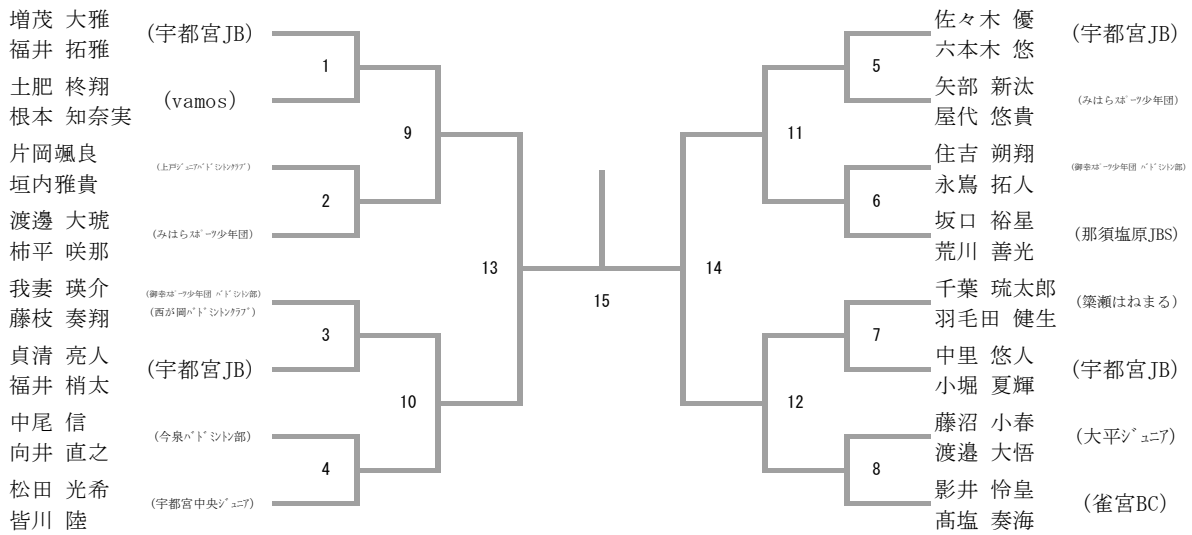 増茂 大雅
福井 拓雅
(宇都宮JB)
土肥 柊翔
根本 知奈実
(vamos)
片岡颯良
垣内雅貴
(上戸ｼﾞｭﾆｱﾊﾞﾄﾞﾐﾝﾄﾝｸﾗﾌﾞ)
渡邊 大琥
柿平 咲那
(みはらｽﾎﾟｰﾂ少年団)
我妻 瑛介
藤枝 奏翔
(御幸ｽﾎﾟｰﾂ少年団 ﾊﾞﾄﾞﾐﾝﾄﾝ部)
(西が岡ﾊﾞﾄﾞﾐﾝﾄﾝｸﾗﾌﾞ)
貞清 亮人
福井 梢太
(宇都宮JB)
中尾 信
向井 直之
(今泉ﾊﾞﾄﾞﾐﾝﾄﾝ部)
松田 光希
皆川 陸
(宇都宮中央ｼﾞｭﾆｱ)
1
2
3
4
9
10
13
15
14
11
12
5
6
7
8
佐々木 優
六本木 悠
(宇都宮JB)
矢部 新汰
屋代 悠貴
(みはらｽﾎﾟｰﾂ少年団)
住吉 朔翔
永嶌 拓人
(御幸ｽﾎﾟｰﾂ少年団 ﾊﾞﾄﾞﾐﾝﾄﾝ部)
坂口 裕星
荒川 善光
(那須塩原JBS)
千葉 琉太郎
羽毛田 健生
(簗瀬はねまる)
中里 悠人
小堀 夏輝
(宇都宮JB)
藤沼 小春
渡邉 大悟
(大平ｼﾞｭﾆｱ)
影井 怜皇
髙塩 奏海
(雀宮BC)